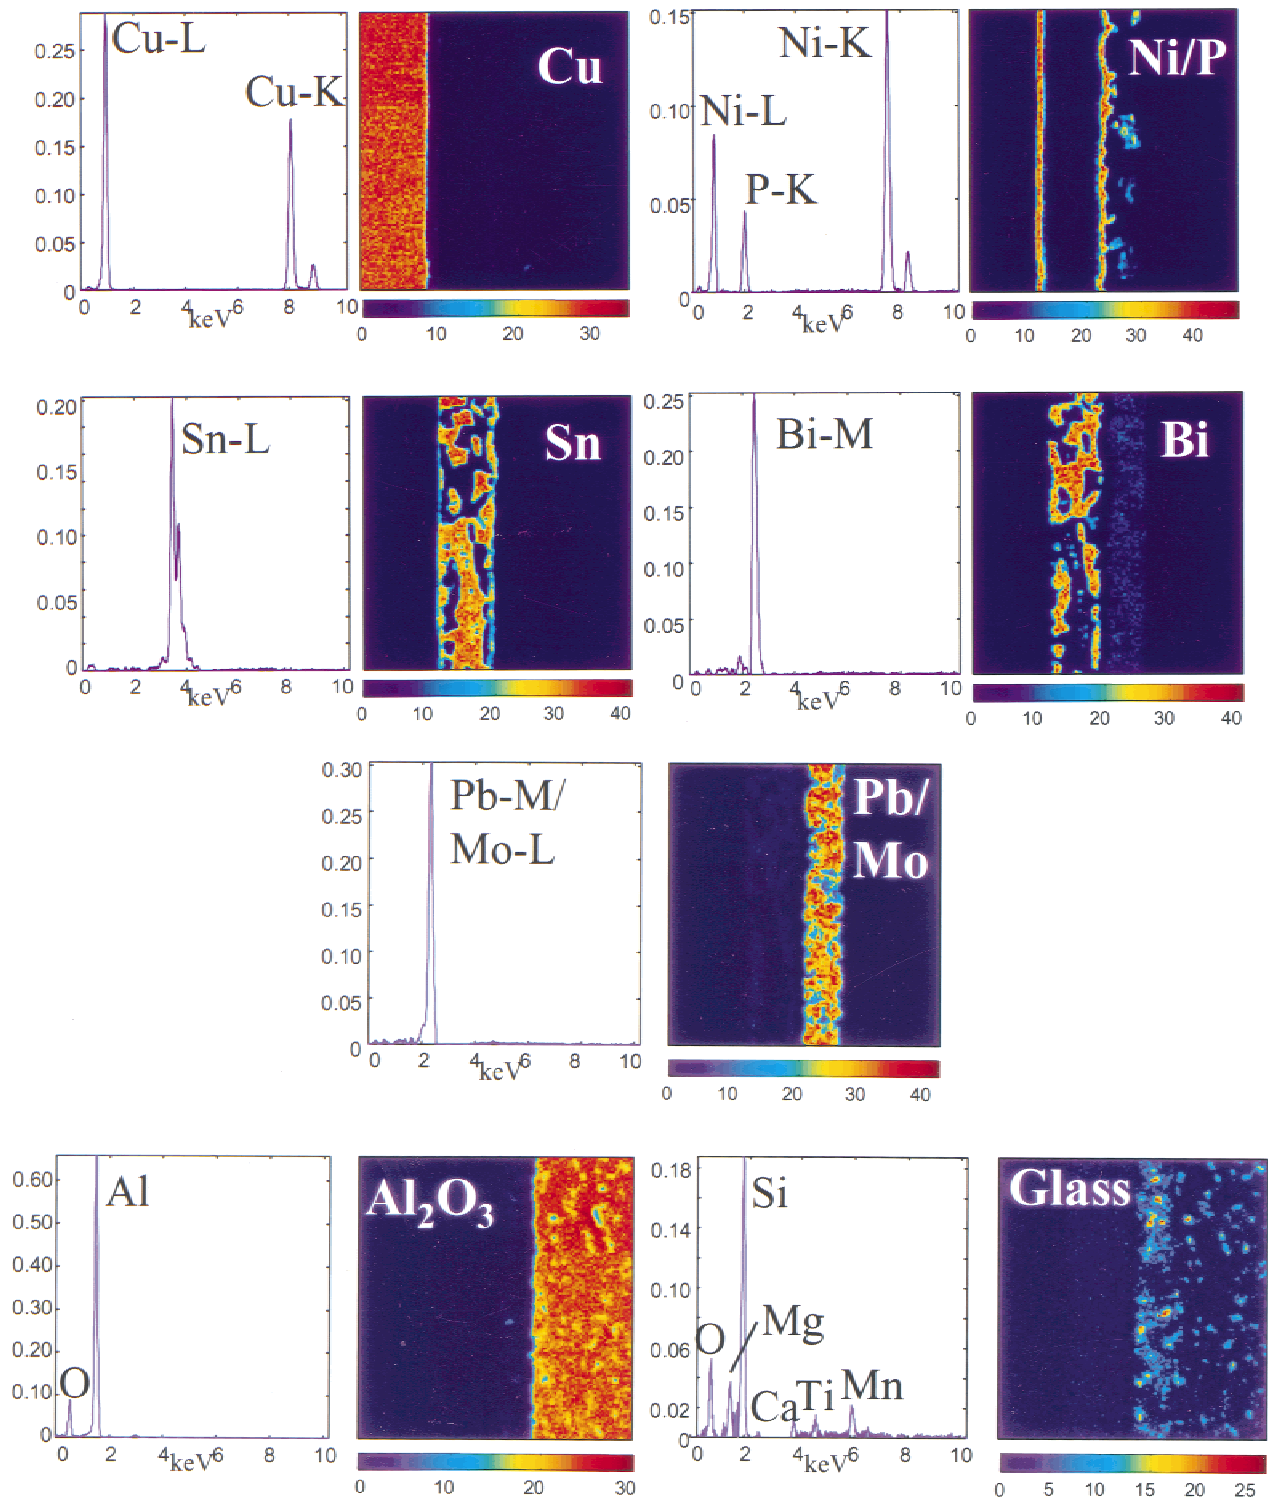 Cu-L
Cu-K
0.25
0.20
0.15
0.10
0.05
0
0 2 4 6 8 10
keV
Cu
0 10 20 30
Ni-K
Ni-L
P-K
0.15
0.10
0.05
0
0 2 4 6 8 10
keV
Ni/P
0 10 20 30 40
Sn-L
0.20
0.15
0.10
0.05
0
0 2 4 6 8 10
keV
Sn
0 10 20 30 40
Bi-M
0.25
0.20
0.15
0.10
0.05
0
0 2 4 6 8 10
keV
Bi
0 10 20 30 40
Pb-M/
Mo-L
0.30
0.25
0.20
0.15
0.10
0.05
0
0 2 4 6 8 10
keV
Pb/
Mo
0 10 20 30 40
Al
O
0.60
0.50
0.40
0.30
0.20
0.10
0
0 2 4 6 8 10
keV
Al₂O₃
0 10 20 30
Si
O
Mg
Ca
Ti
Mn
0.18
0.14
0.10
0.06
0.02
0
0 2 4 6 8 10
keV
Glass
0 5 10 15 20 25